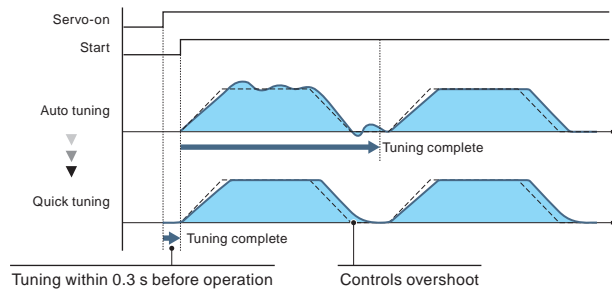 Servo-on
Start
Auto tuning
Tuning complete
Quick tuning
Tuning complete
Tuning within 0.3 s before operation
Controls overshoot